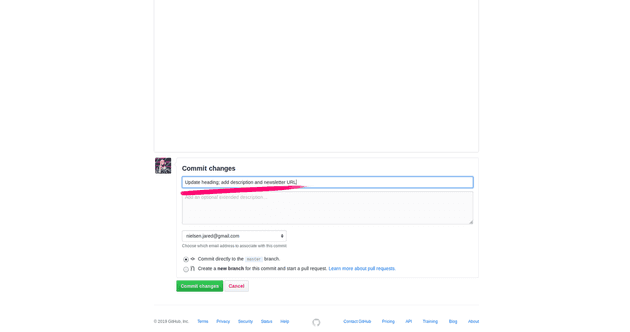 Commit changes
Update heading; add description and newsletter URL
Add an optional extended description...
nielsen.jared@gmail.com
Choose which email address to associate with this commit
Commit directly to the master branch.
Create a new branch for this commit and start a pull request. Learn more about pull requests.
Commit changes Cancel
© 2019 GitHub, Inc. Terms Privacy Security Status Help Contact GitHub Pricing API Training Blog About